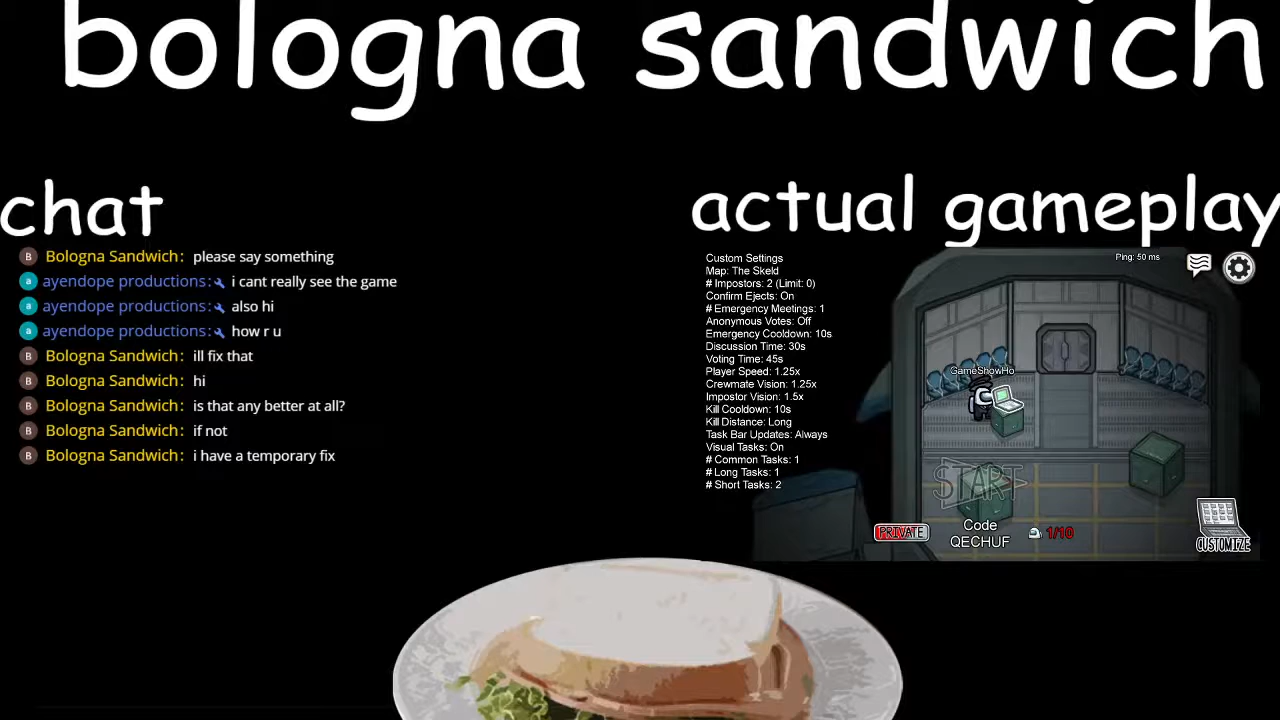 bologna sandwich
chat
actual gameplay
B Bologna Sandwich: please say something
a ayendope productions: i cant really see the game
a ayendope productions: also hi
a ayendope productions: how r u
B Bologna Sandwich: ill fix that
B Bologna Sandwich: hi
B Bologna Sandwich: is that any better at all?
B Bologna Sandwich: if not
B Bologna Sandwich: i have a temporary fix
Custom Settings
Map: The Skeld
# Impostors: 2 (Limit: 0)
Confirm Ejects: On
# Emergency Meetings: 1
Anonymous Votes: Off
Emergency Cooldown: 10s
Discussion Time: 30s
Voting Time: 45s
Player Speed: 1.25x
Crewmate Vision: 1.25x
Impostor Vision: 1.5x
Kill Cooldown: 10s
Kill Distance: Long
Task Bar Updates: Always
Visual Tasks: On
# Common Tasks: 1
# Long Tasks: 1
# Short Tasks: 2
Ping: 50 ms
GameShowHo
START
PRIVATE
Code
QECHUF
1/10
CUSTOMIZE